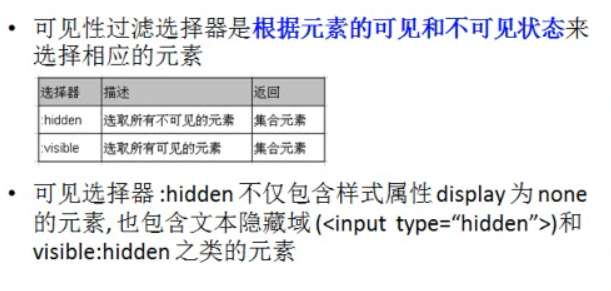 • 可见性过滤选择器是根据元素的可见和不可见状态来
选择相应的元素
选择器 描述 返回
:hidden 选取所有不可见的元素 集合元素
:visible 选取所有可见的元素 集合元素
• 可见选择器:hidden 不仅包含样式属性 display 为 none
的元素, 也包含文本隐藏域 (<input type=“hidden”>)和
visible:hidden 之类的元素